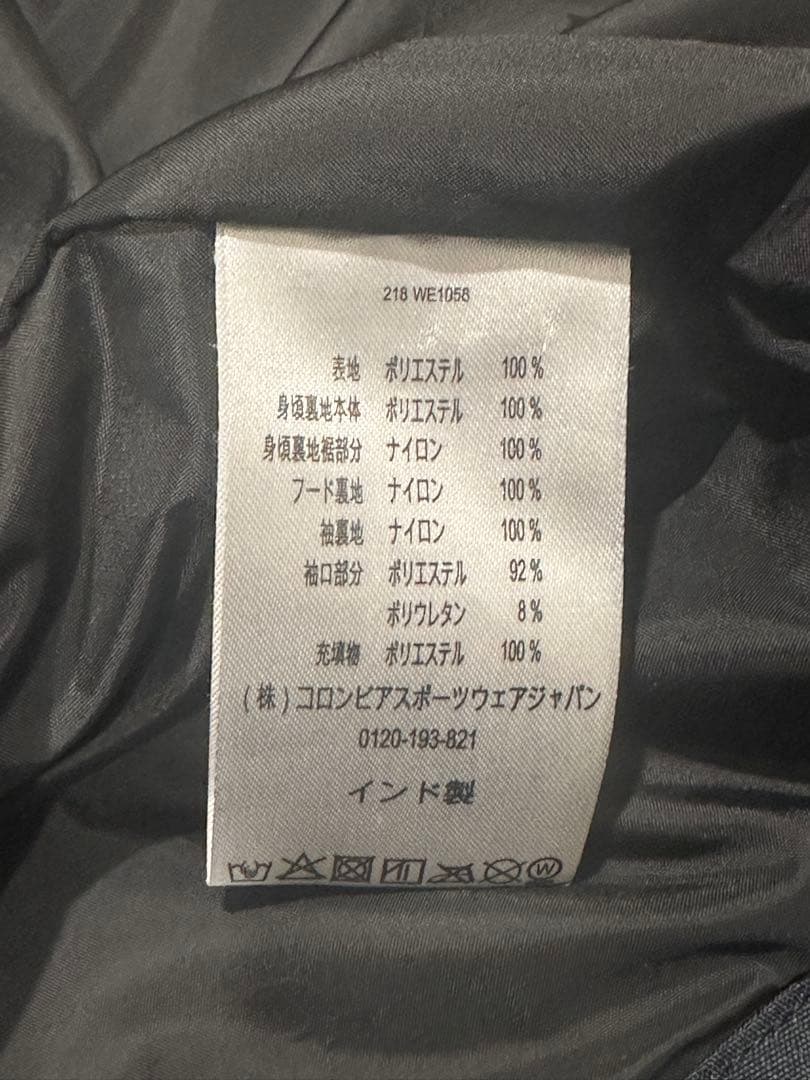 218 WE1058
表地 ポリエステル 100%
身頃裏地本体 ポリエステル 100%
身頃裏地裾部分 ナイロン 100%
フード裏地 ナイロン 100%
袖裏地 ナイロン 100%
袖口部分 ポリエステル 92%
ポリウレタン 8%
充填物 ポリエステル 100%
(株)コロンビアスポーツウェアジャパン
0120-193-821
インド製
W